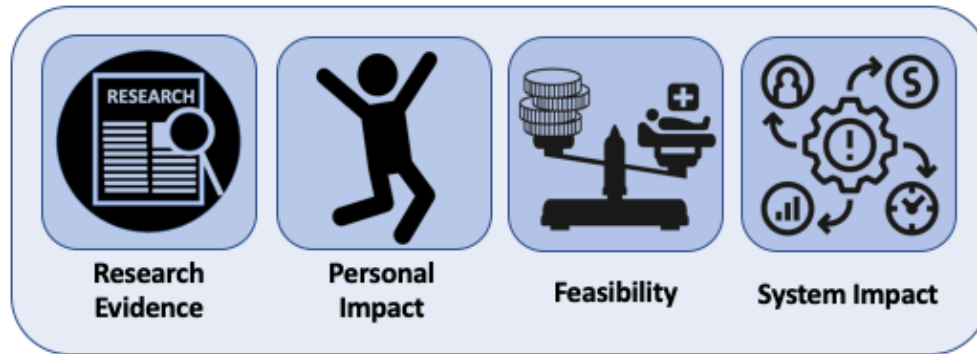 RESEARCH
S
!
Research
Evidence
Personal
Impact
Feasibility
System Impact